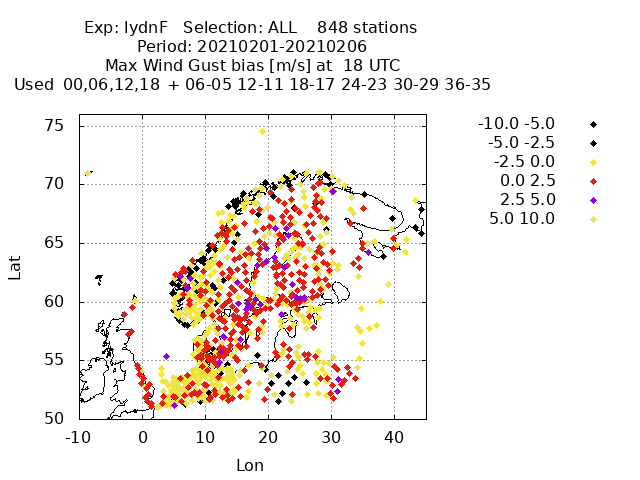 Exp: lydnF   Selection: ALL    848 stations
Period: 20210201-20210206
Max Wind Gust bias [m/s] at  18 UTC
Used  00,06,12,18  + 06-05 12-11 18-17 24-23 30-29 36-35
-10.0 -5.0
-5.0 -2.5
-2.5 0.0
0.0 2.5
2.5 5.0
5.0 10.0
75
70
65
60
55
50
Lat
-10 0 10 20 30 40
Lon